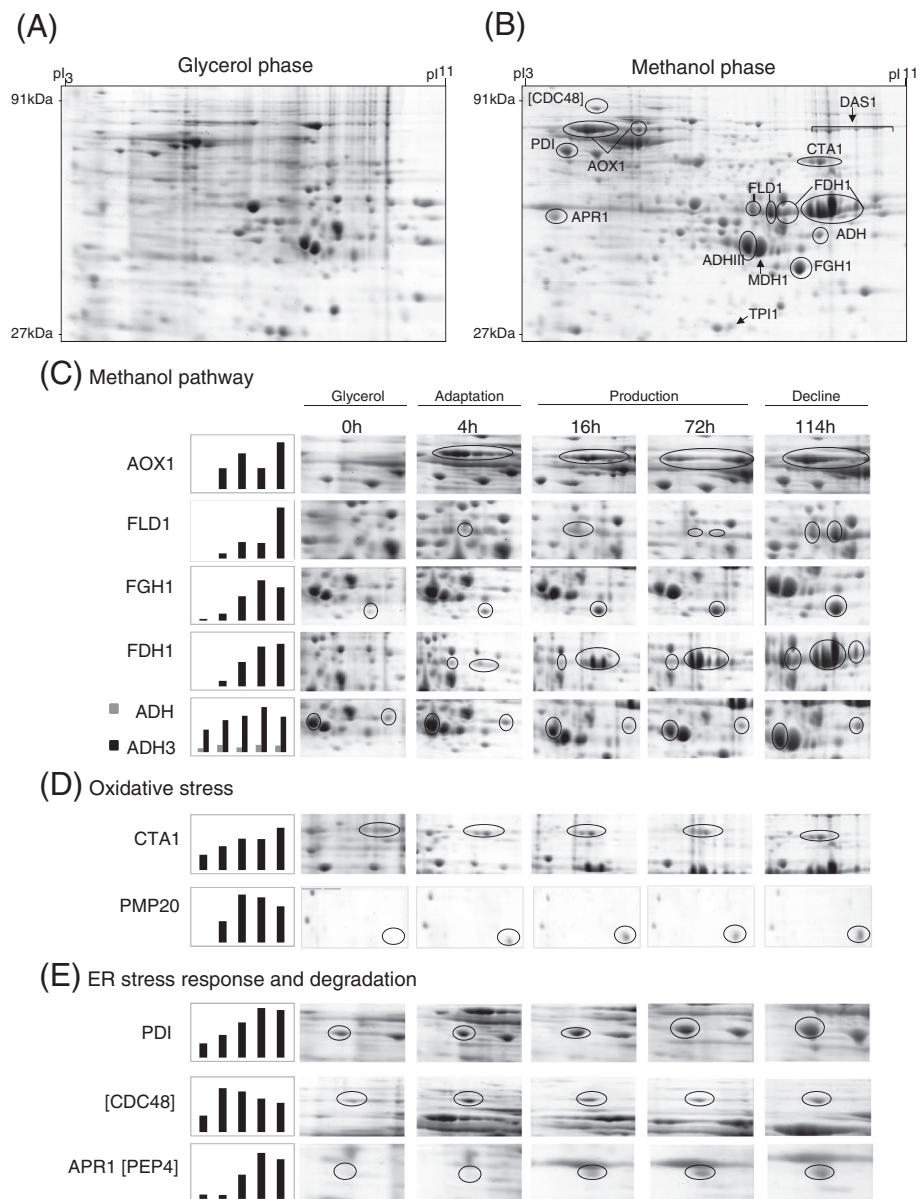 (A)
(B)
Glycerol phase
Methanol phase
pI3
pI11
pI3
pI11
91kDa
27kDa
91kDa
27kDa
[CDC48]
DAS1
PDI
AOX1
CTA1
FLD1
FDH1
APR1
ADH
ADHIII
MDH1
FGH1
TPI1
(C) Methanol pathway
Glycerol
Adaptation
Production
Decline
0h
4h
16h
72h
114h
AOX1
FLD1
FGH1
FDH1
ADH
ADH3
(D) Oxidative stress
CTA1
PMP20
(E) ER stress response and degradation
PDI
[CDC48]
APR1 [PEP4]